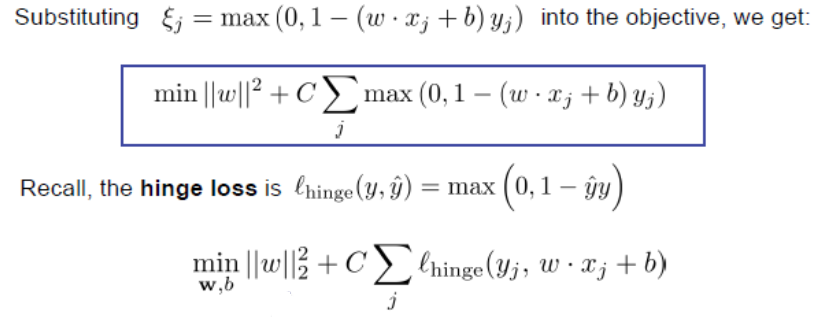 Substituting ξ_j = max (0, 1 − (w · x_j + b) y_j) into the objective, we get:
min ||w||² + C ∑_j max (0, 1 − (w · x_j + b) y_j)
Recall, the hinge loss is ℓ_hinge(y, ŷ) = max (0, 1 − ŷy)
min_{w,b} ||w||₂² + C ∑_j ℓ_hinge(y_j, w · x_j + b)